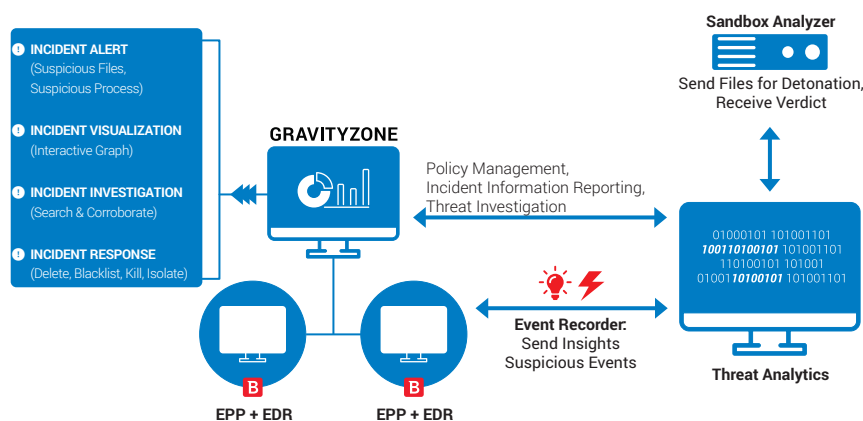 INCIDENT ALERT
(Suspicious Files,
Suspicious Process)
INCIDENT VISUALIZATION
(Interactive Graph)
INCIDENT INVESTIGATION
(Search & Corroborate)
INCIDENT RESPONSE
(Delete, Blacklist, Kill, Isolate)
GRAVITYZONE
Policy Management,
Incident Information Reporting,
Threat Investigation
Sandbox Analyzer
Send Files for Detonation,
Receive Verdict
01000101 101001101
100110100101 101001101
110100101 101001
0100110100101 101001101
Threat Analytics
Event Recorder:
Send Insights
Suspicious Events
B
EPP + EDR
B
EPP + EDR